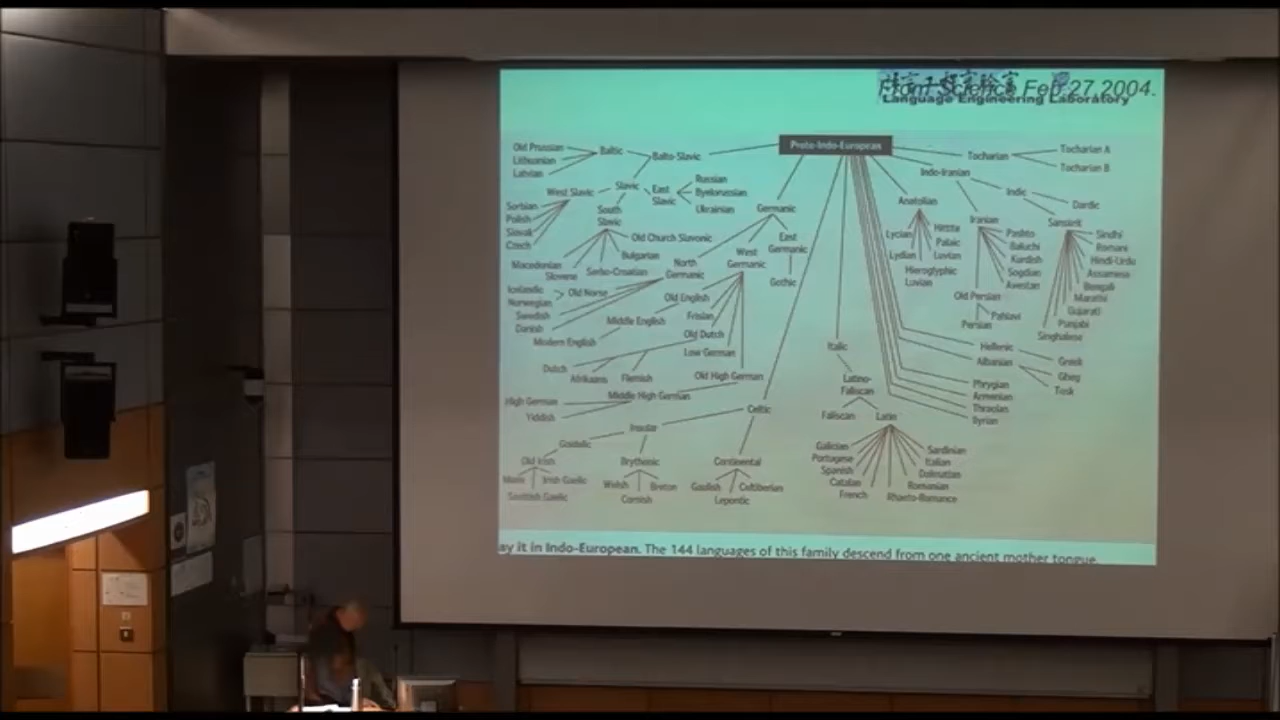 From Science Feb 27 2004.
Language Engineering Laboratory
Proto-Indo-European
Old Prussian
Lithuanian
Latvian
Baltic
Balto-Slavic
Slavic
West Slavic
Sorbian
Polish
Slovak
Czech
East Slavic
Russian
Byelorussian
Ukrainian
South Slavic
Old Church Slavonic
Bulgarian
Macedonian
Slovene
Serbo-Croatian
Germanic
North Germanic
West Germanic
East Germanic
Gothic
Icelandic
Norwegian
Old Norse
Swedish
Danish
Old English
Middle English
Modern English
Frisian
Old Dutch
Low German
Dutch
Afrikaans
Flemish
Old High German
Middle High German
High German
Yiddish
Celtic
Insular
Goidelic
Old Irish
Manx
Irish Gaelic
Scottish Gaelic
Brythonic
Welsh
Breton
Cornish
Continental
Gaulish
Celtiberian
Lepontic
Italic
Latino-Faliscan
Faliscan
Latin
Galician
Spanish
Catalan
French
Sardinian
Italian
Dalmatian
Romanian
Rhaeto-Romance
Hellenic
Greek
Albanian
Gheg
Tosk
Phrygian
Armenian
Thracian
Illyrian
Anatolian
Lycian
Lydian
Hieroglyphic Luvian
Luvian
Palaic
Tocharian
Tocharian A
Tocharian B
Indo-Iranian
Iranian
Pashto
Baluchi
Kurdish
Sogdian
Avestan
Old Persian
Pahlavi
Persian
Indic
Dardic
Sanskrit
Sindhi
Romani
Hindi-Urdu
Assamese
Bengali
Marathi
Gujarati
Punjabi
Singhalese
ay it in Indo-European. The 144 languages of this family descend from one ancient mother tongue.